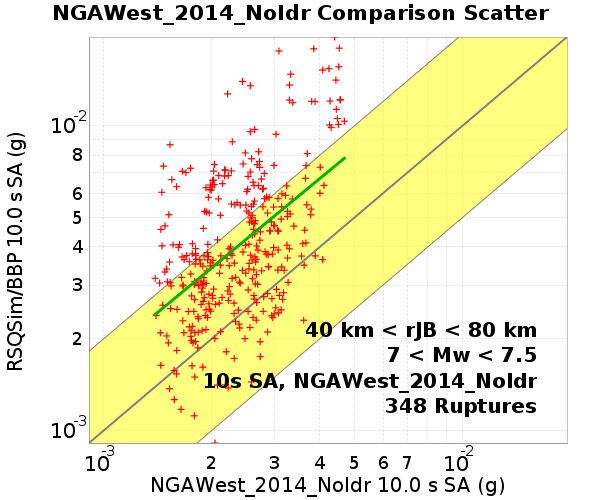 NGAWest_2014_NoIdr Comparison Scatter
RSQSim/BBP 10.0 s SA (g)
10-2
8
6
5
4
3
2
10-3
40 km < rJB < 80 km
7 < Mw < 7.5
10s SA, NGAWest_2014_NoIdr
348 Ruptures
10-3 2 3 4 5 6 7 10-2
NGAWest_2014_NoIdr 10.0 s SA (g)